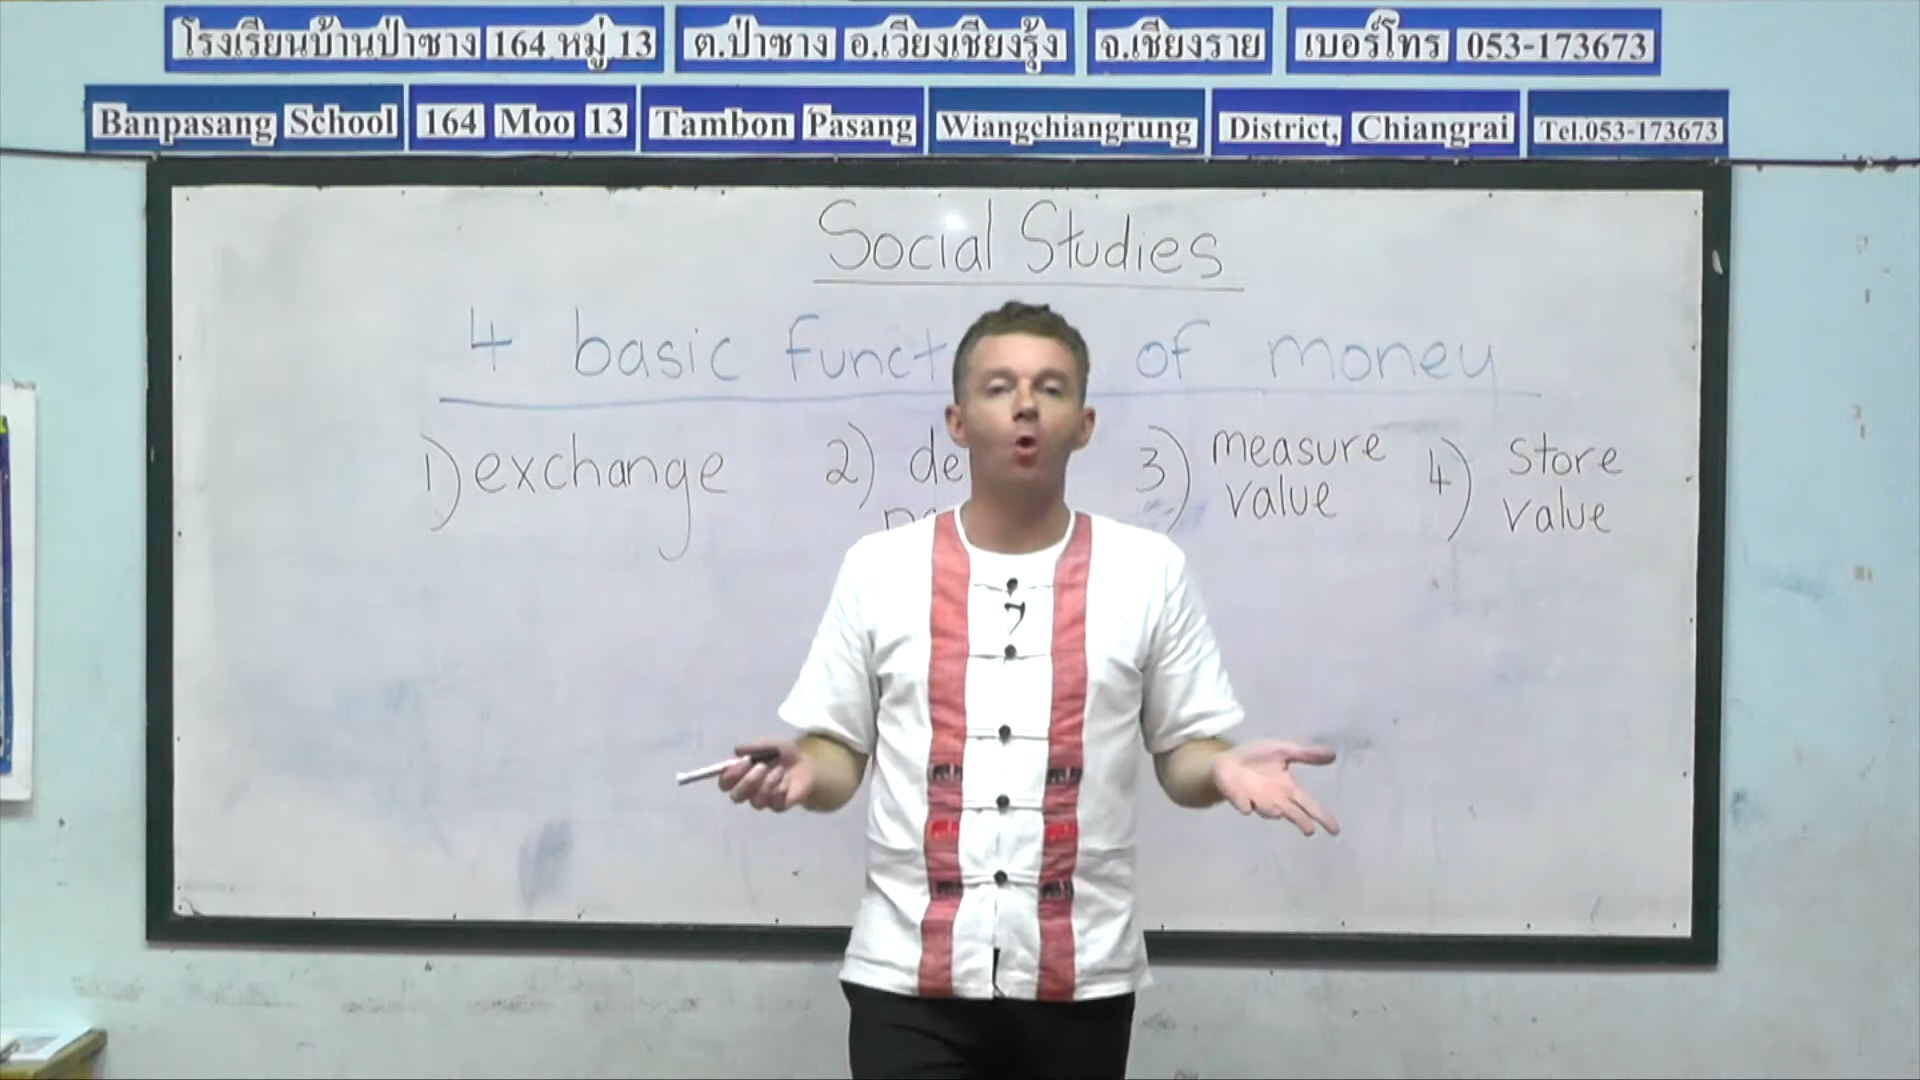 โรงเรียนบ้านป่าซาง 164 หมู่ 13 ต.ป่าซาง อ.เวียงเชียงรุ้ง จ.เชียงราย เบอร์โทร 053-173673
Banpasang School 164 Moo 13 Tambon Pasang Wiangchiangrung District, Chiangrai Tel.053-173673
Social Studies
4 basic of money
1) exchange 2) 3) measure value 4) store value